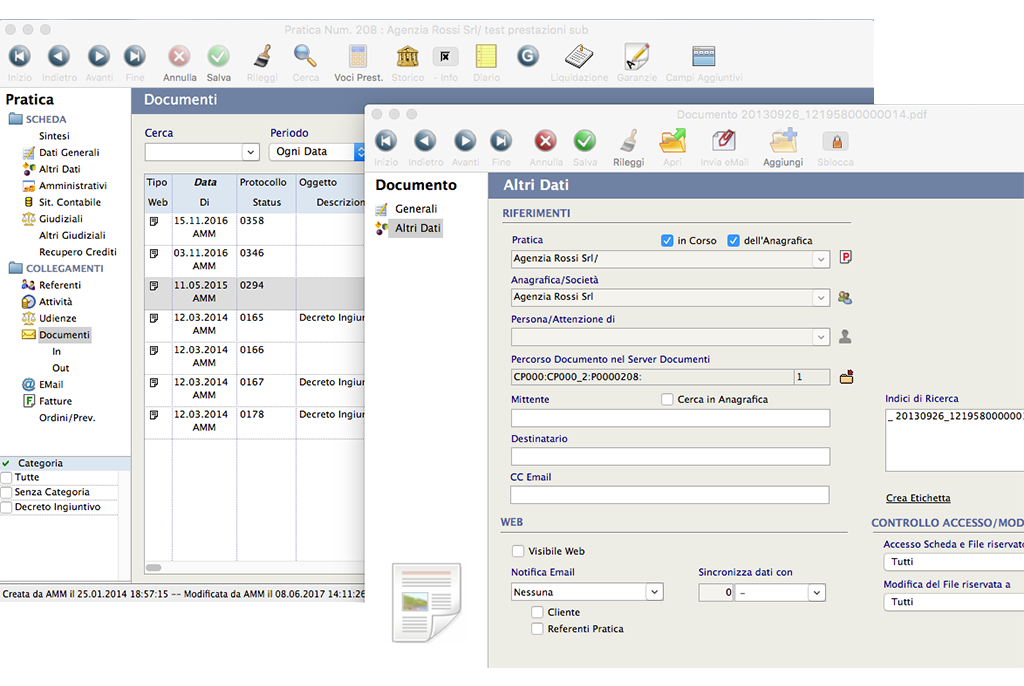 Pratica Num. 208 : Agenzia Rossi Srl/ test prestazioni sub
Inizio Indietro Avanti Fine Annulla Salva Rileggi Cerca Voci Prest. Storico - Info Diario Liquidazione Garanzie Campi Aggiuntivi
Pratica
SCHEDA
Sintesi
Dati Generali
Altri Dati
Amministrativi
Sit. Contabile
Giudiziali
Altri Giudiziali
Recupero Crediti
COLLEGAMENTI
Referenti
Attività
Udienze
Documenti
In
Out
EMail
Fatture
Ordini/Prev.
Categoria
Tutte
Senza Categoria
Decreto Ingiuntivo
Documenti
Cerca Periodo
Ogni Data
Tipo Data Protocollo Oggetto
Web Di Status Descrizion
15.11.2016 0358
AMM
03.11.2016 0346
AMM
11.05.2015 0294
AMM
12.03.2014 0165 Decreto Ingiur
AMM
12.03.2014 0166
AMM
12.03.2014 0167 Decreto Ingiur
AMM
12.03.2014 0178 Decreto Ingiur
AMM
Creata da AMM il 25.01.2014 18:57:15 -- Modificata da AMM il 08.06.2017 14:11:26
Documento 20130926_12195800000014.pdf
Inizio Indietro Avanti Fine Annulla Salva Rileggi Apri Invia eMail Aggiungi Sblocca
Documento
Generali
Altri Dati
Altri Dati
RIFERIMENTI
Pratica in Corso dell'Anagrafica
Agenzia Rossi Srl/
P
Anagrafica/Società
Agenzia Rossi Srl
Persona/Attenzione di
Percorso Documento nel Server Documenti
CP000:CP000_2:P0000208: 1
Mittente Cerca in Anagrafica
Destinatario
CC Email
WEB
Visibile Web
Notifica Email Sincronizza dati con
Nessuna 0 –
Cliente
Referenti Pratica
Indici di Ricerca
_ 20130926_1219580000001
Crea Etichetta
CONTROLLO ACCESSO/MOD
Accesso Scheda e File riservato
Tutti
Modifica del File riservata a
Tutti